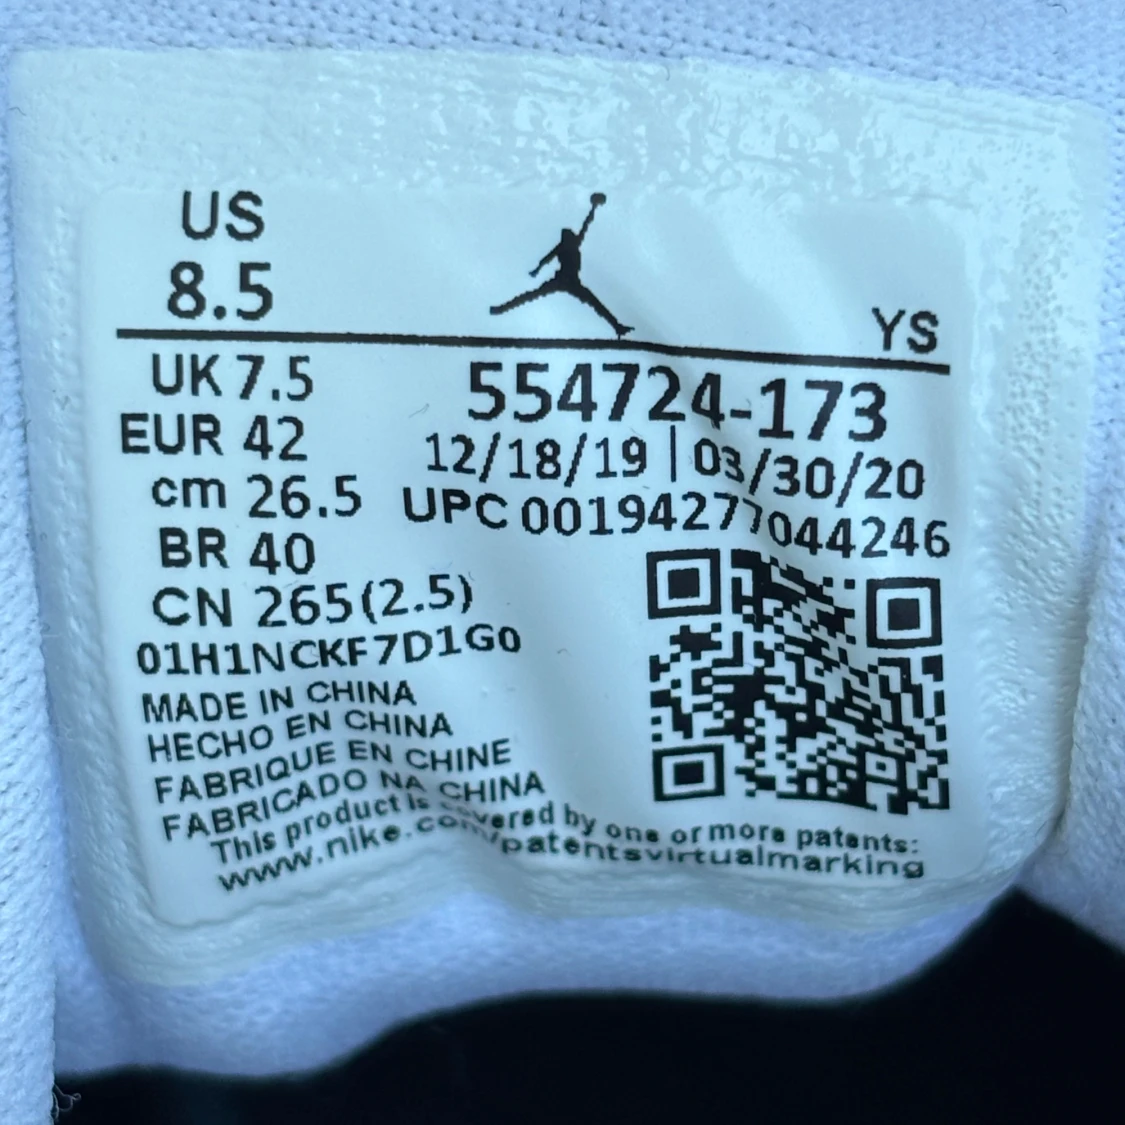 US
8.5
YS
UK 7.5
EUR 42
cm 26.5
BR 40
CN 265(2.5)
554724-173
12/18/19 | 03/30/20
UPC 00194277044246
01H1NCKF7D1G0
MADE IN CHINA
HECHO EN CHINA
FABRIQUE EN CHINE
FABRICADO NA CHINA
This product is covered by one or more patents:
www.nike.com/patentsvirtualmarking